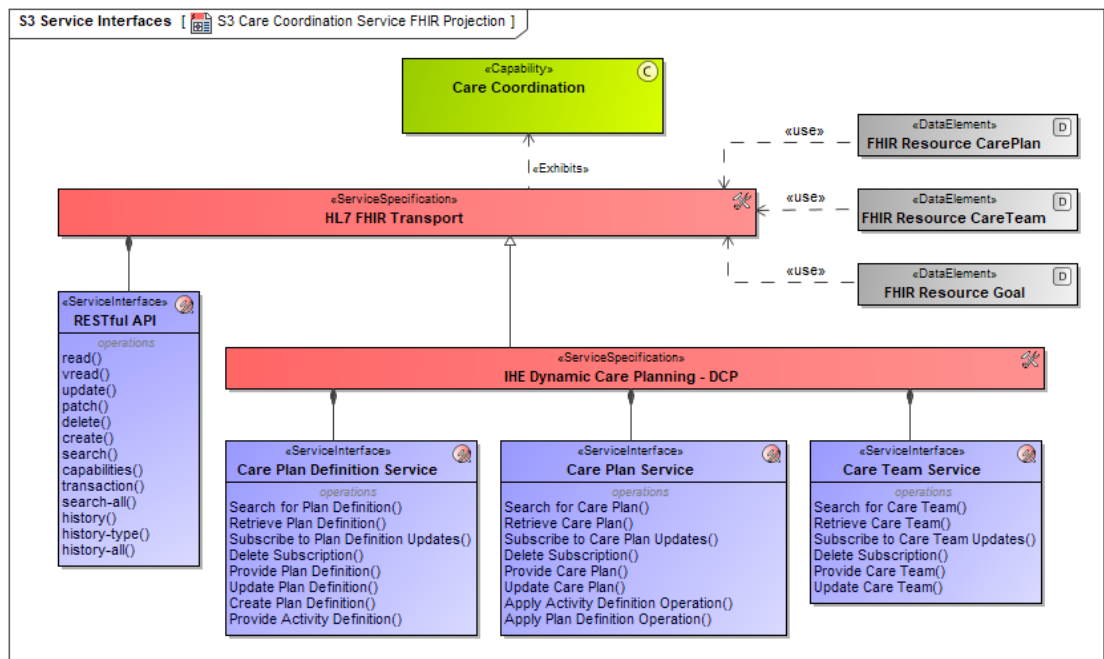 S3 Service Interfaces [ S3 Care Coordination Service FHIR Projection ]
«Capability»
C
Care Coordination
«Exhibits»
«use»
«DataElement»
D
FHIR Resource CarePlan
«use»
«DataElement»
D
FHIR Resource CareTeam
«use»
«DataElement»
D
FHIR Resource Goal
«ServiceSpecification»
HL7 FHIR Transport
«ServiceInterface»
RESTful API
operations
read()
vread()
update()
patch()
delete()
create()
search()
capabilities()
transaction()
search-all()
history()
history-type()
history-all()
«ServiceSpecification»
IHE Dynamic Care Planning - DCP
«ServiceInterface»
Care Plan Definition Service
operations
Search for Plan Definition()
Retrieve Plan Definition()
Subscribe to Plan Definition Updates()
Delete Subscription()
Provide Plan Definition()
Update Plan Definition()
Create Plan Definition()
Provide Activity Definition()
«ServiceInterface»
Care Plan Service
operations
Search for Care Plan()
Retrieve Care Plan()
Subscribe to Care Plan Updates()
Delete Subscription()
Provide Care Plan()
Update Care Plan()
Apply Activity Definition Operation()
Apply Plan Definition Operation()
«ServiceInterface»
Care Team Service
operations
Search for Care Team()
Retrieve Care Team()
Subscribe to Care Team Updates()
Delete Subscription()
Provide Care Team()
Update Care Team()